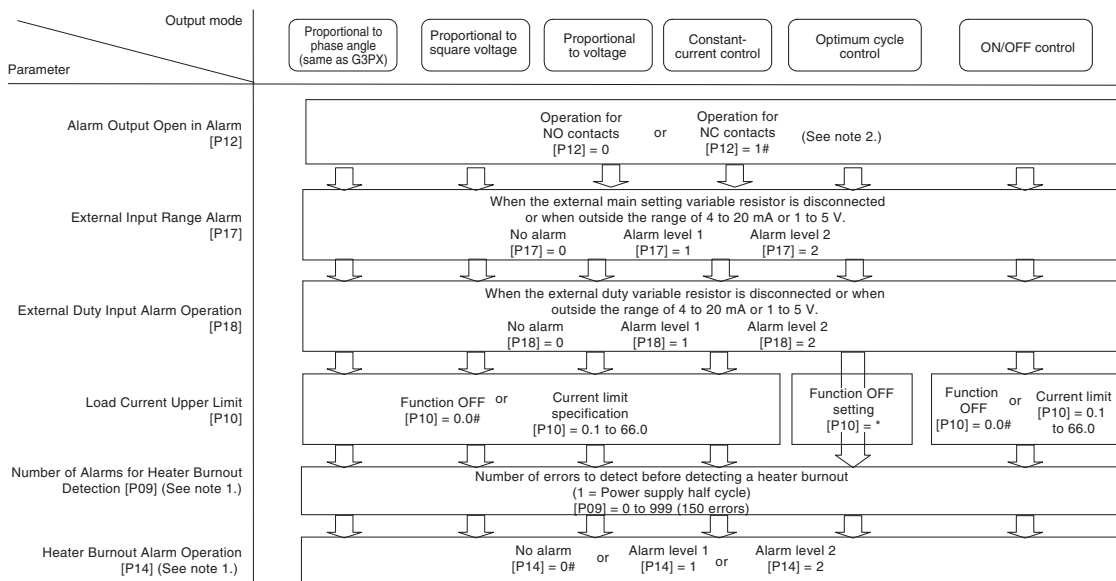 Output mode
Parameter
Proportional to
phase angle
(same as G3PX)
Proportional to
square voltage
Proportional
to voltage
Constant-
current control
Optimum cycle
control
ON/OFF control
Alarm Output Open in Alarm
[P12]
Operation for
NO contacts
[P12] = 0
or
Operation for
NC contacts
[P12] = 1#
(See note 2.)
External Input Range Alarm
[P17]
When the external main setting variable resistor is disconnected
or when outside the range of 4 to 20 mA or 1 to 5 V.
No alarm
[P17] = 0
Alarm level 1
[P17] = 1
Alarm level 2
[P17] = 2
External Duty Input Alarm Operation
[P18]
When the external duty variable resistor is disconnected or when
outside the range of 4 to 20 mA or 1 to 5 V.
No alarm
[P18] = 0
Alarm level 1
[P18] = 1
Alarm level 2
[P18] = 2
Load Current Upper Limit
[P10]
Function OFF
[P10] = 0.0#
or
Current limit
specification
[P10] = 0.1 to 66.0
Function OFF
setting
[P10] = *
Function
OFF
[P10] = 0.0#
or
Current limit
[P10] = 0.1
to 66.0
Number of Alarms for Heater Burnout
Detection [P09] (See note 1.)
Number of errors to detect before detecting a heater burnout
(1 = Power supply half cycle)
[P09] = 0 to 999 (150 errors)
Heater Burnout Alarm Operation
[P14] (See note 1.)
No alarm
[P14] = 0#
or
Alarm level 1
[P14] = 1
or
Alarm level 2
[P14] = 2